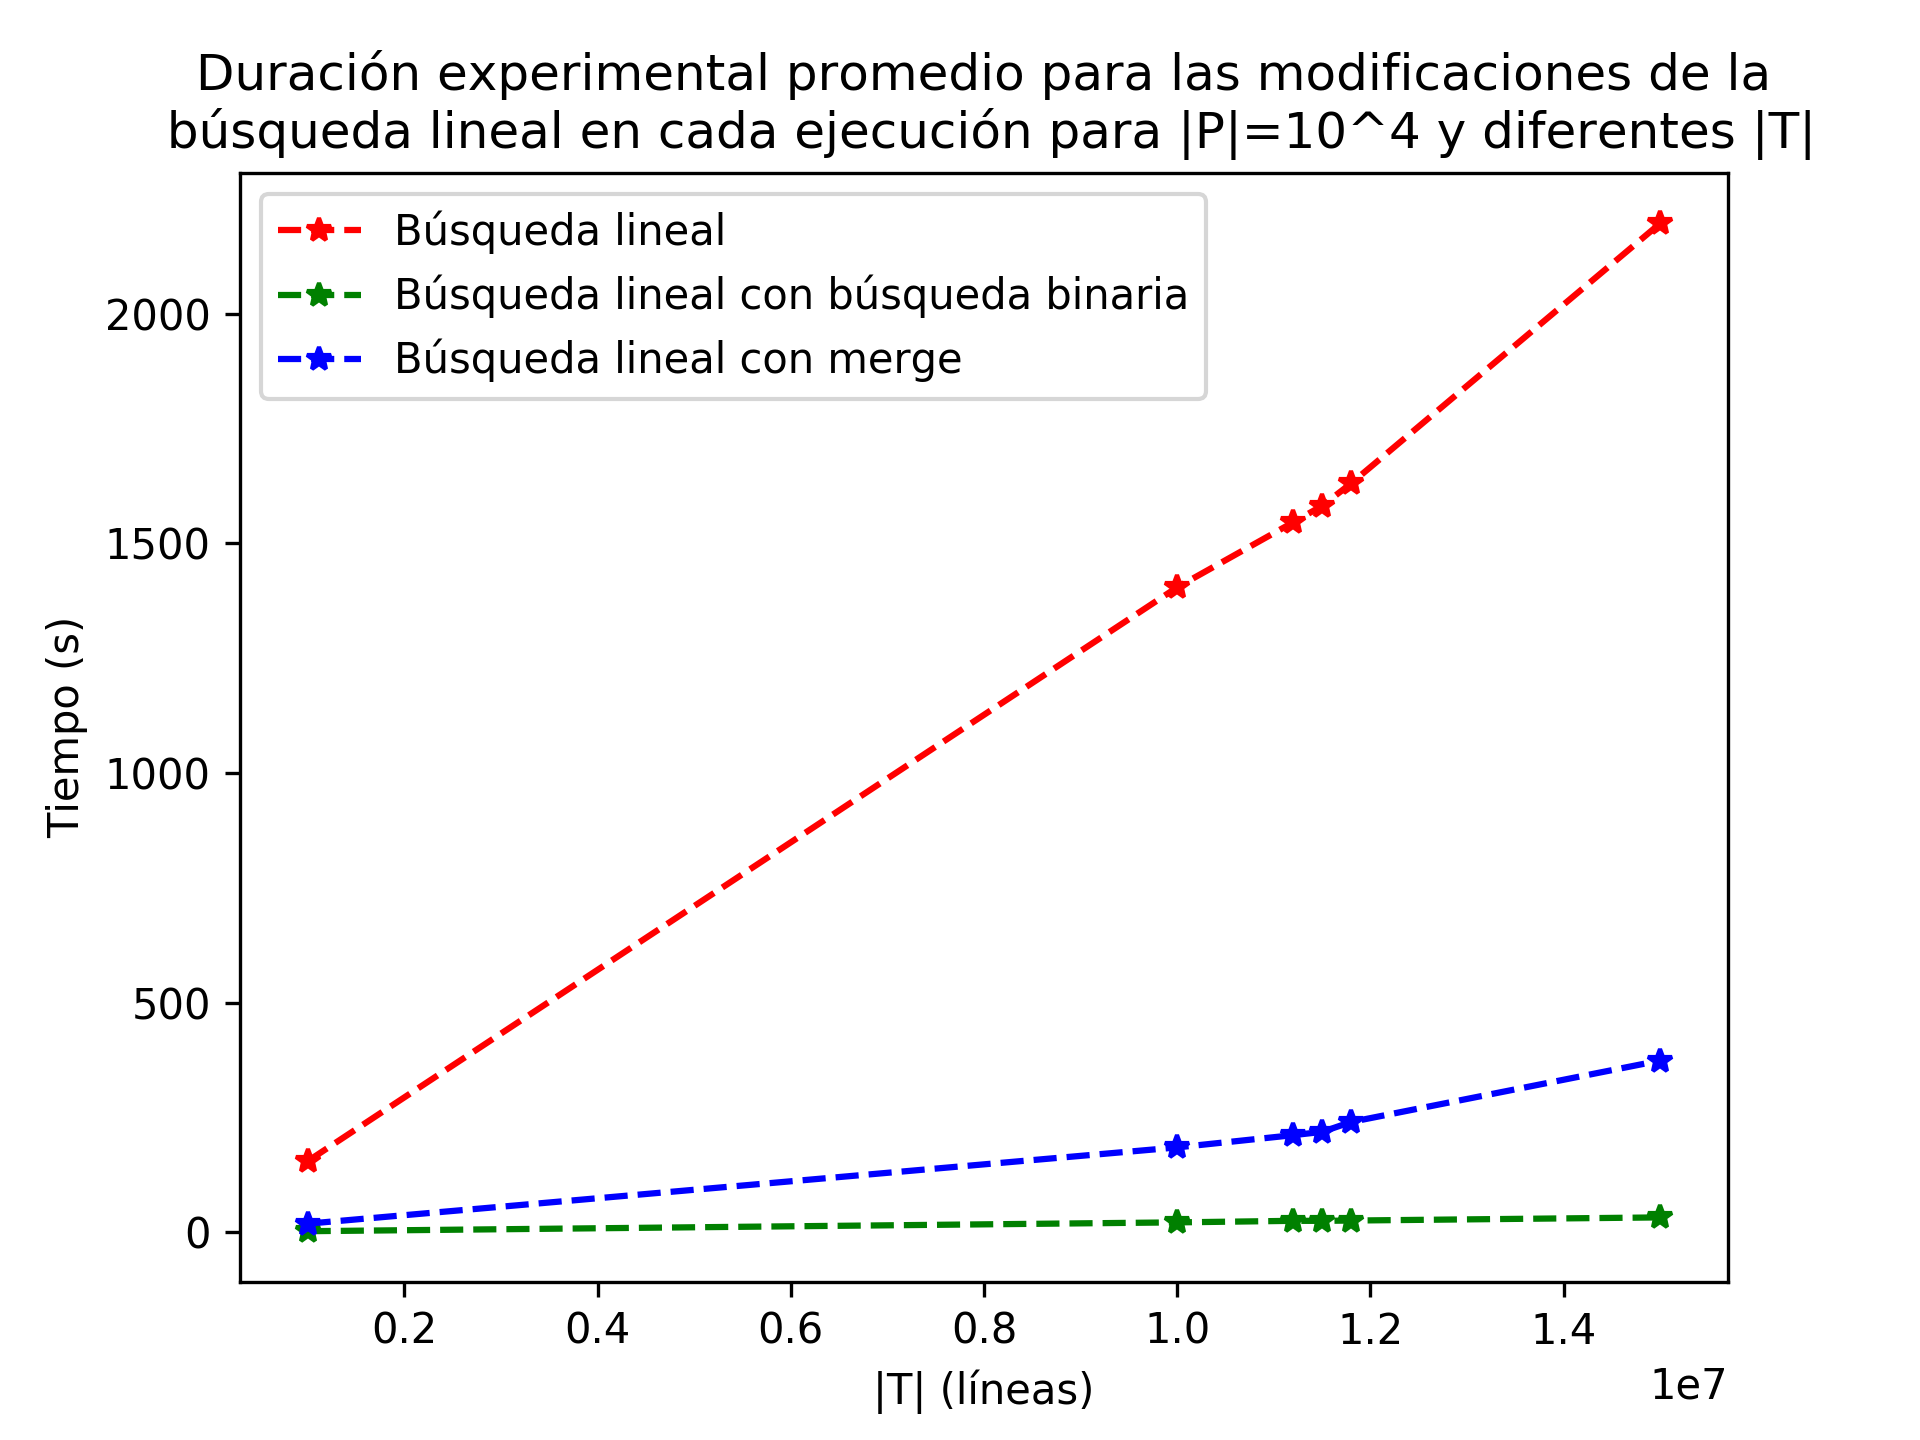 Duración experimental promedio para las modificaciones de la
búsqueda lineal en cada ejecución para |P|=10^4 y diferentes |T|
Búsqueda lineal
Búsqueda lineal con búsqueda binaria
Búsqueda lineal con merge
Tiempo (s)
2000
1500
1000
500
0
0.2 0.4 0.6 0.8 1.0 1.2 1.4
1e7
|T| (líneas)